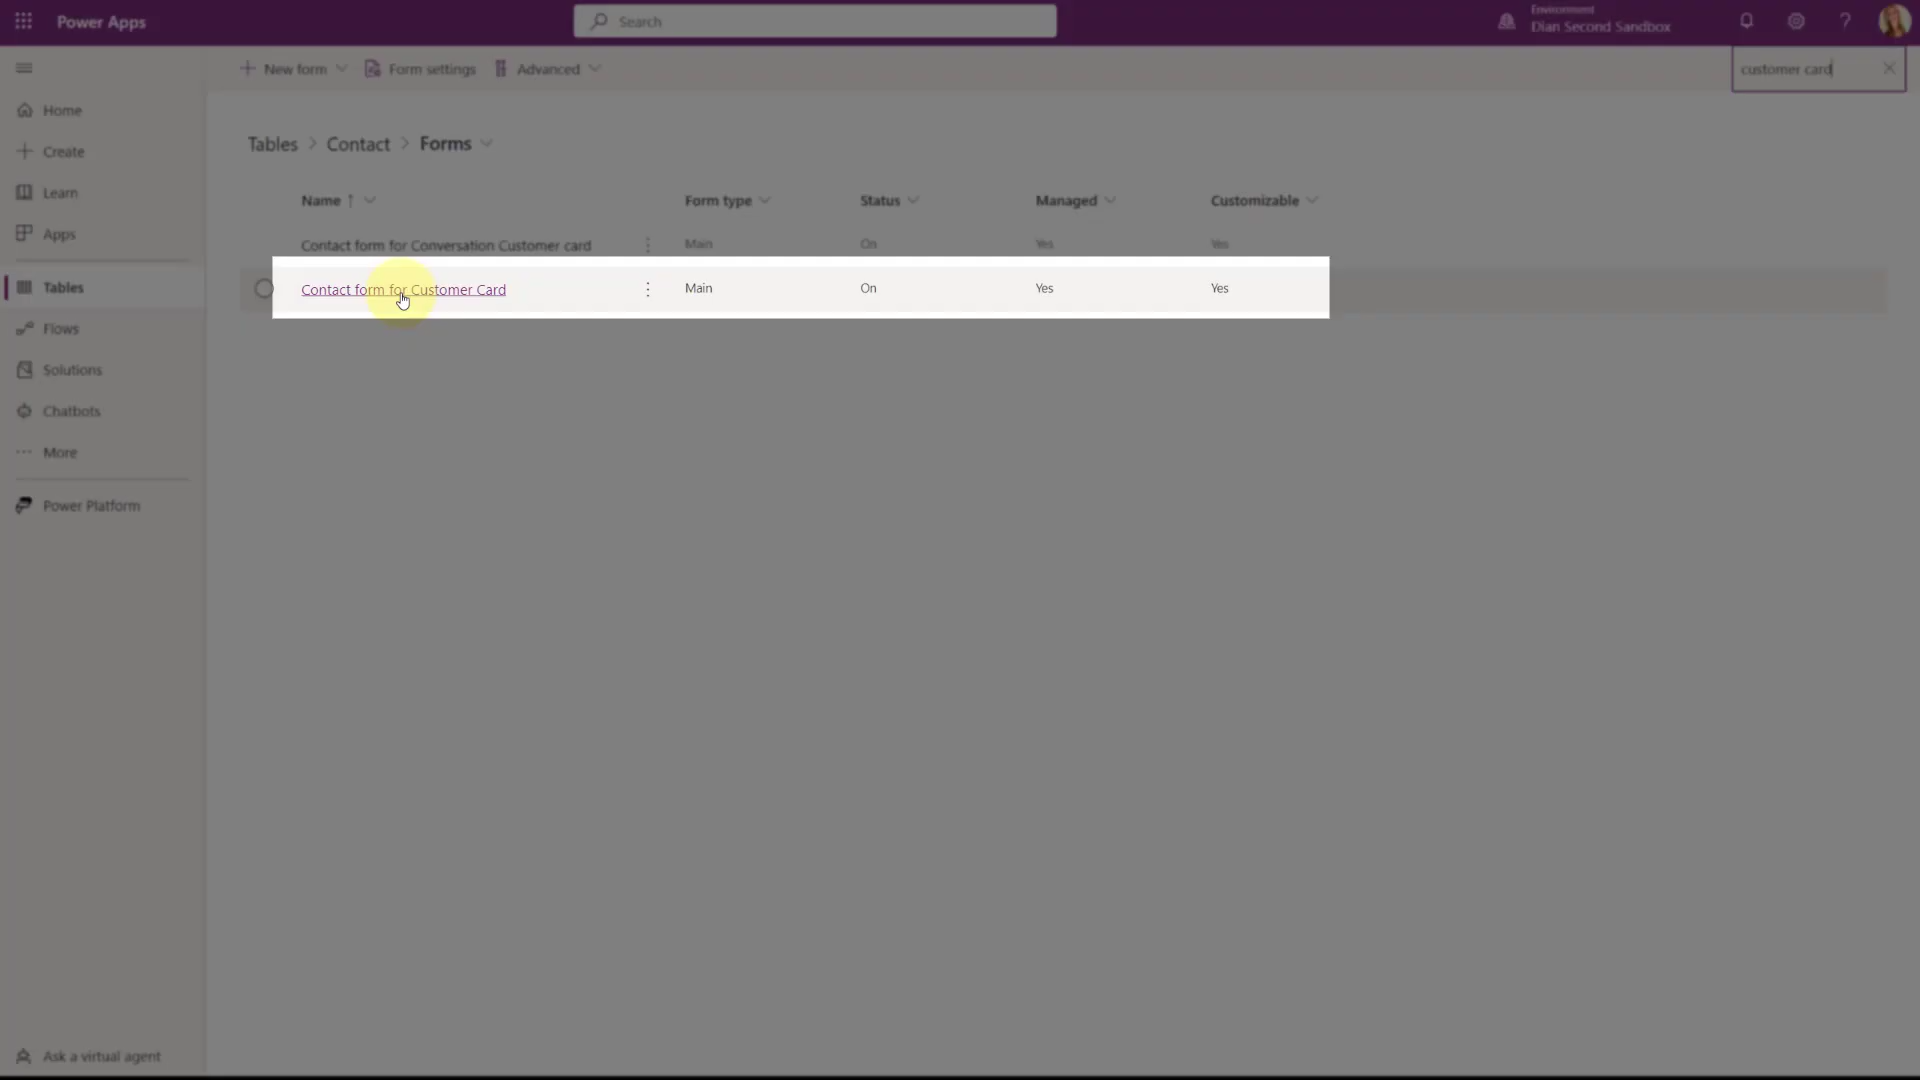 Power Apps
Search
Environment
Dian Second Sandbox
New form
Form settings
Advanced
customer card
Home
Create
Learn
Apps
Tables
Flows
Solutions
Chatbots
More
Power Platform
Ask a virtual agent
Tables > Contact > Forms
Name ↑ Form type Status Managed Customizable
Contact form for Conversation Customer card Main On Yes Yes
Contact form for Customer Card Main On Yes Yes